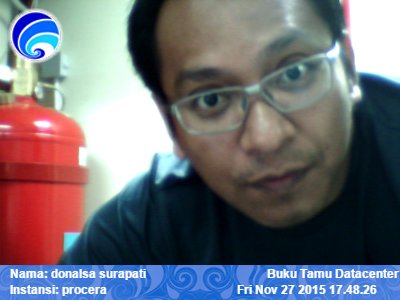 Nama: donalsa surapati
Buku Tamu Datacenter
Instansi: procera
Fri Nov 27 2015 17.48.26